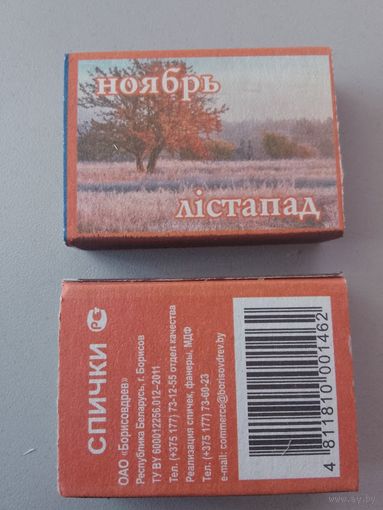 ноябрь
лістапад
СПИЧКИ
ОАО «Борисовдрев»
Республика Беларусь, г. Борисов
ТУ BY 600012256.012–2011
Тел. (+375 177) 73-12-55 отдел качества
Реализация спичек, фанеры, МДФ
Тел. (+375 177) 73-60-23
e-mail: commerce@borisovdrev.by
4 811810 001462
ay.by